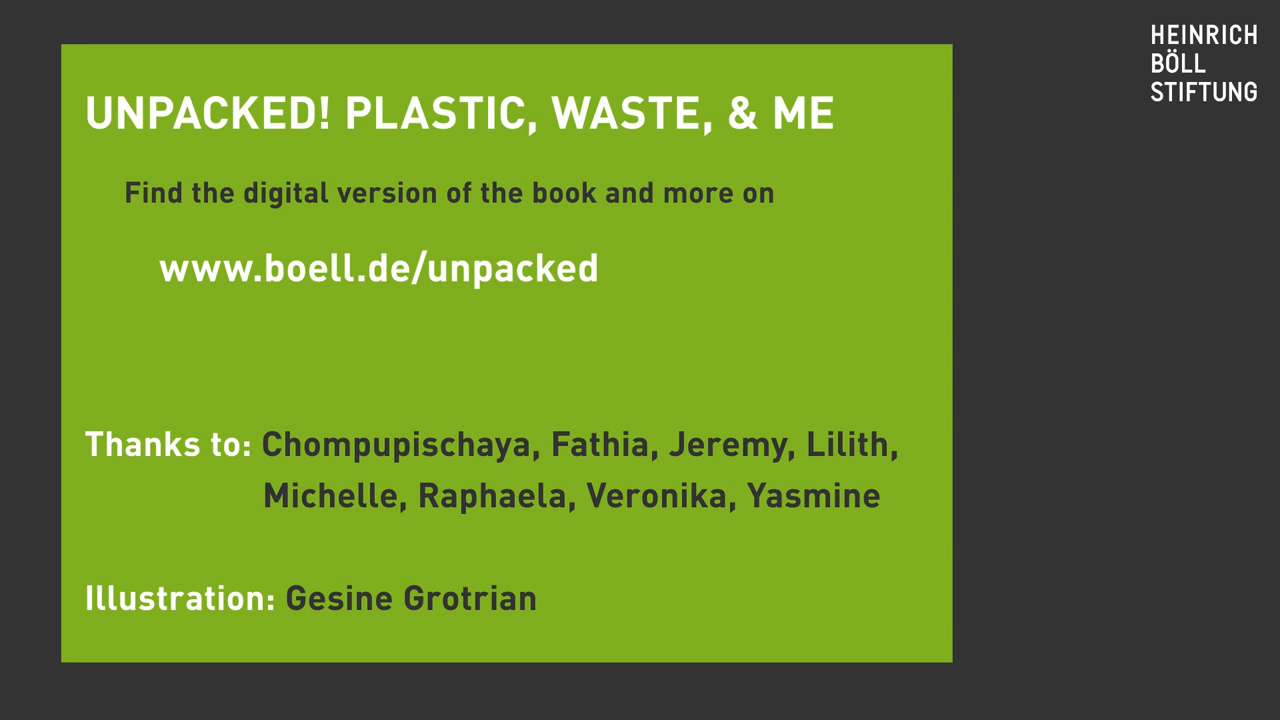 HEINRICH
BÖLL
STIFTUNG
UNPACKED! PLASTIC, WASTE, & ME
Find the digital version of the book and more on
www.boell.de/unpacked
Thanks to: Chompupischaya, Fathia, Jeremy, Lilith,
Michelle, Raphaela, Veronika, Yasmine
Illustration: Gesine Grotrian